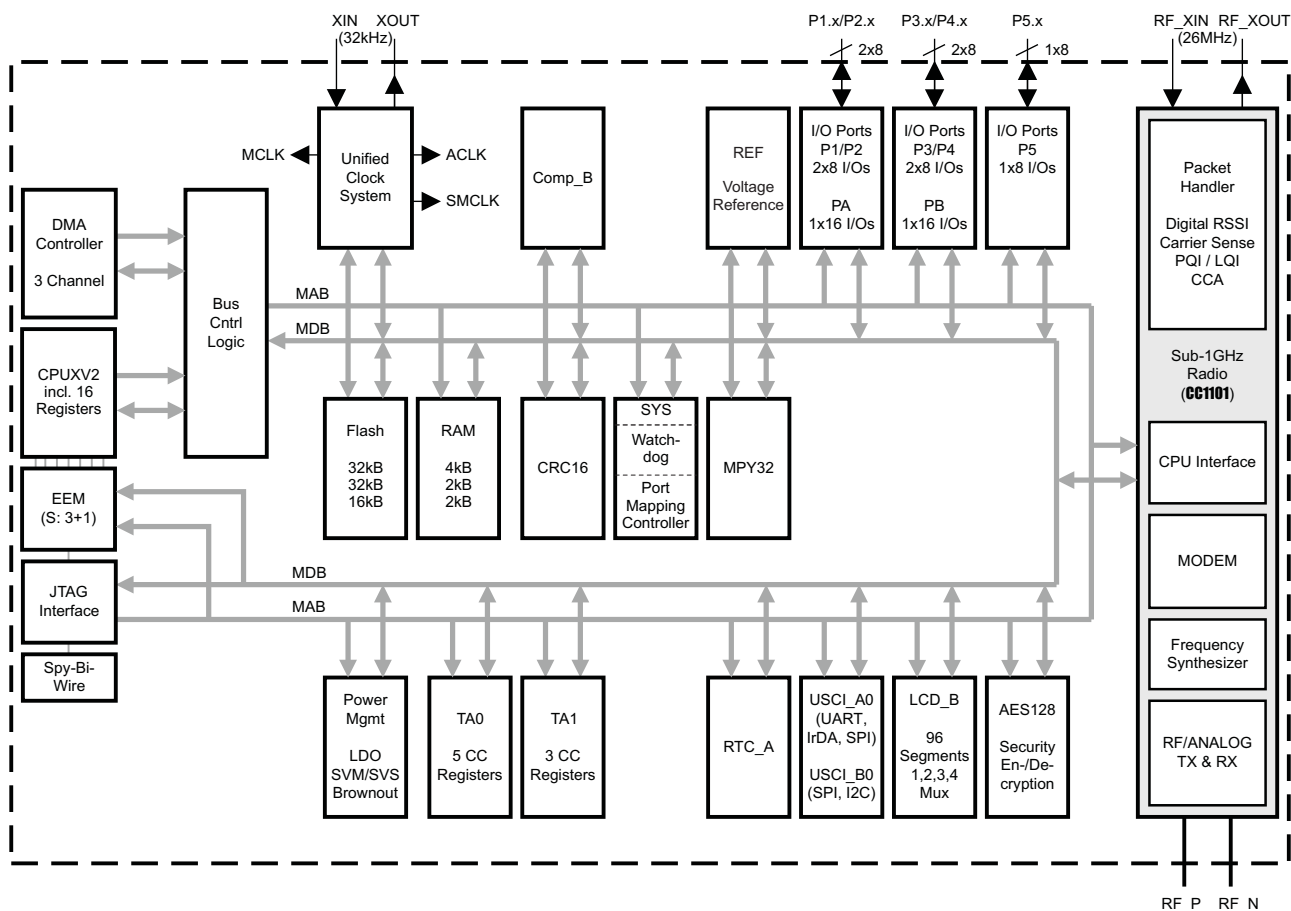 XIN XOUT
(32kHz)
P1.x/P2.x
2x8
P3.x/P4.x
2x8
P5.x
1x8
RF_XIN RF_XOUT
(26MHz)
MCLK
Unified
Clock
System
ACLK
SMCLK
Comp_B
REF
Voltage
Reference
I/O Ports
P1/P2
2x8 I/Os
PA
1x16 I/Os
I/O Ports
P3/P4
2x8 I/Os
PB
1x16 I/Os
I/O Ports
P5
1x8 I/Os
Packet
Handler
Digital RSSI
Carrier Sense
PQI / LQI
CCA
Sub-1GHz
Radio
(CC1101)
CPU Interface
MODEM
Frequency
Synthesizer
RF/ANALOG
TX & RX
RF_P RF_N
DMA
Controller
3 Channel
Bus
Cntrl
Logic
MAB
MDB
CPUXV2
incl. 16
Registers
EEM
(S: 3+1)
JTAG
Interface
Spy-Bi-
Wire
Flash
32kB
32kB
16kB
RAM
4kB
2kB
2kB
CRC16
SYS
Watch-
dog
Port
Mapping
Controller
MPY32
MDB
MAB
Power
Mgmt
LDO
SVM/SVS
Brownout
TA0
5 CC
Registers
TA1
3 CC
Registers
RTC_A
USCI_A0
(UART,
IrDA, SPI)
USCI_B0
(SPI, I2C)
LCD_B
96
Segments
1,2,3,4
Mux
AES128
Security
En-/De-
cryption